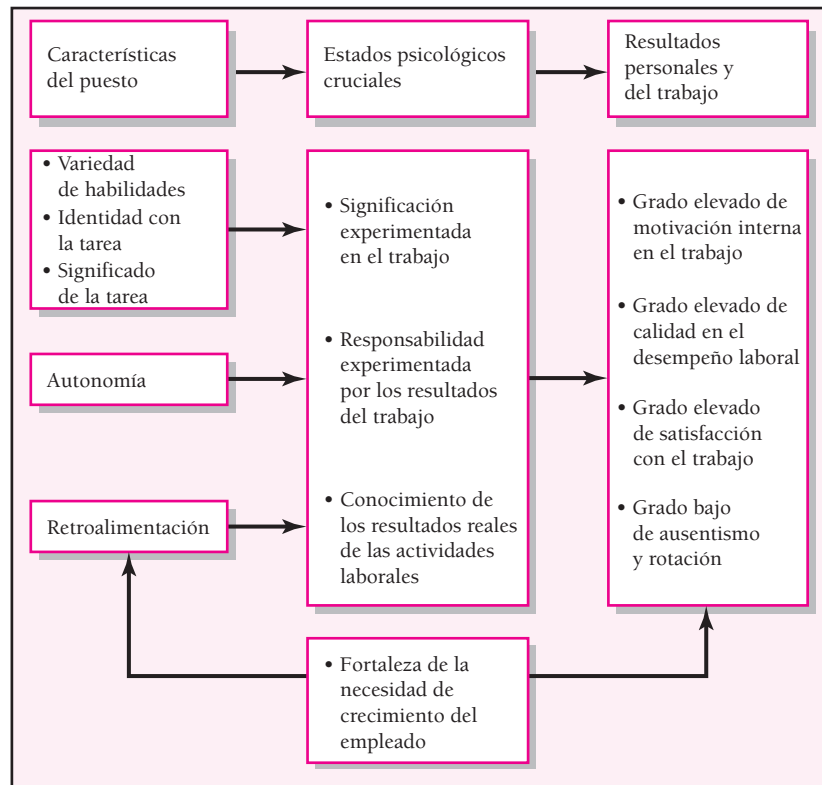 Características
del puesto
Estados psicológicos
cruciales
Resultados
personales y
del trabajo
• Variedad
de habilidades
• Identidad con
la tarea
• Significado
de la tarea
• Significación
experimentada
en el trabajo
• Grado elevado de
motivación interna
en el trabajo
• Grado elevado de
calidad en el
desempeño laboral
Autonomía
• Responsabilidad
experimentada
por los resultados
del trabajo
• Grado elevado
de satisfacción
con el trabajo
Retroalimentación
• Conocimiento de
los resultados reales
de las actividades
laborales
• Grado bajo
de ausentismo
y rotación
• Fortaleza de la
necesidad de
crecimiento del
empleado